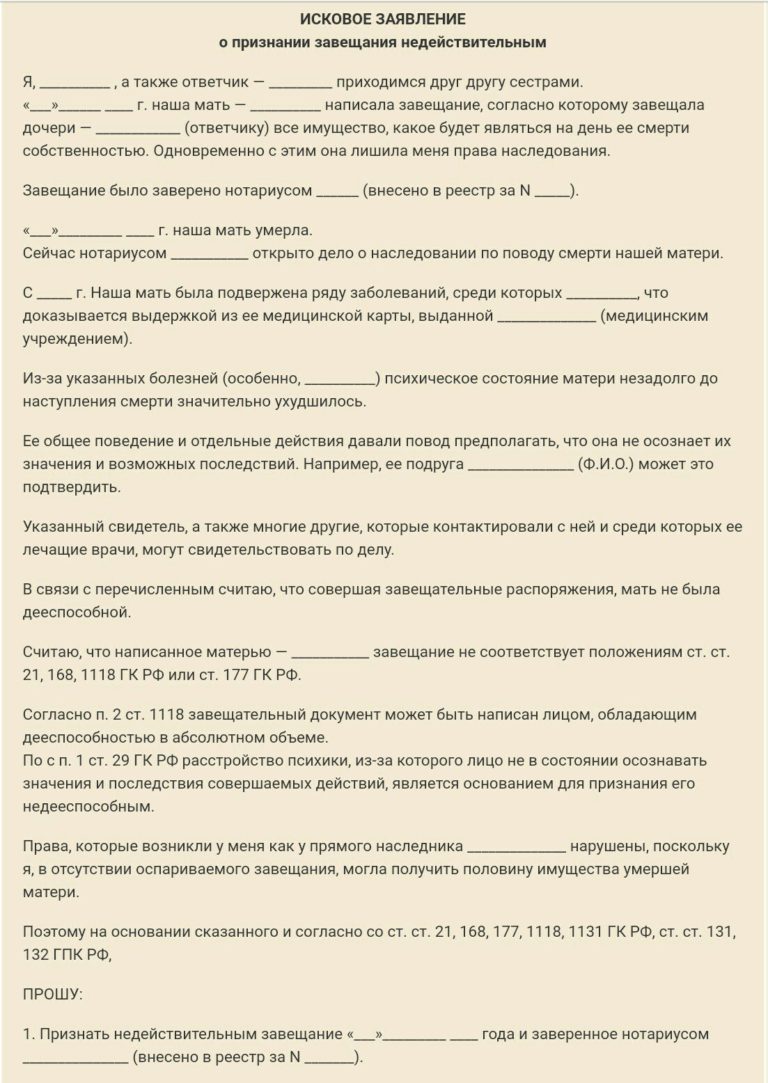 ИСКОВОЕ ЗАЯВЛЕНИЕ
о признании завещания недействительным
Я, __________ , а также ответчик — _________ приходимся друг другу сестрами.
«___»______ ____ г. наша мать — __________ написала завещание, согласно которому завещала
дочери — ____________ (ответчику) все имущество, какое будет являться на день ее смерти
собственностью. Одновременно с этим она лишила меня права наследования.
Завещание было заверено нотариусом ______ (внесено в реестр за N _____).
«___»_________ ____ г. наша мать умерла.
Сейчас нотариусом ___________ открыто дело о наследовании по поводу смерти нашей матери.
С _____ г. Наша мать была подвержена ряду заболеваний, среди которых __________, что
доказывается выдержкой из ее медицинской карты, выданной ______________ (медицинским
учреждением).
Из-за указанных болезней (особенно, __________) психическое состояние матери незадолго до
наступления смерти значительно ухудшилось.
Ее общее поведение и отдельные действия давали повод предполагать, что она не осознает их
значения и возможных последствий. Например, ее подруга _______________ (Ф.И.О.) может это
подтвердить.
Указанный свидетель, а также многие другие, которые контактировали с ней и среди которых ее
лечащие врачи, могут свидетельствовать по делу.
В связи с перечисленным считаю, что совершая завещательные распоряжения, мать не была
дееспособной.
Считаю, что написанное матерью — ___________ завещание не соответствует положениям ст. ст.
21, 168, 1118 ГК РФ или ст. 177 ГК РФ.
Согласно п. 2 ст. 1118 завещательный документ может быть написан лицом, обладающим
дееспособностью в абсолютном объеме.
По с п. 1 ст. 29 ГК РФ расстройство психики, из-за которого лицо не в состоянии осознавать
значения и последствия совершаемых действий, является основанием для признания его
недееспособным.
Права, которые возникли у меня как у прямого наследника ______________ нарушены, поскольку
я, в отсутствии оспариваемого завещания, могла получить половину имущества умершей
матери.
Поэтому на основании сказанного и согласно со ст. ст. 21, 168, 177, 1118, 1131 ГК РФ, ст. ст. 131,
132 ГПК РФ,
ПРОШУ:
1. Признать недействительным завещание «___»_________ ____ года и заверенное нотариусом
_______________ (внесено в реестр за N _______).